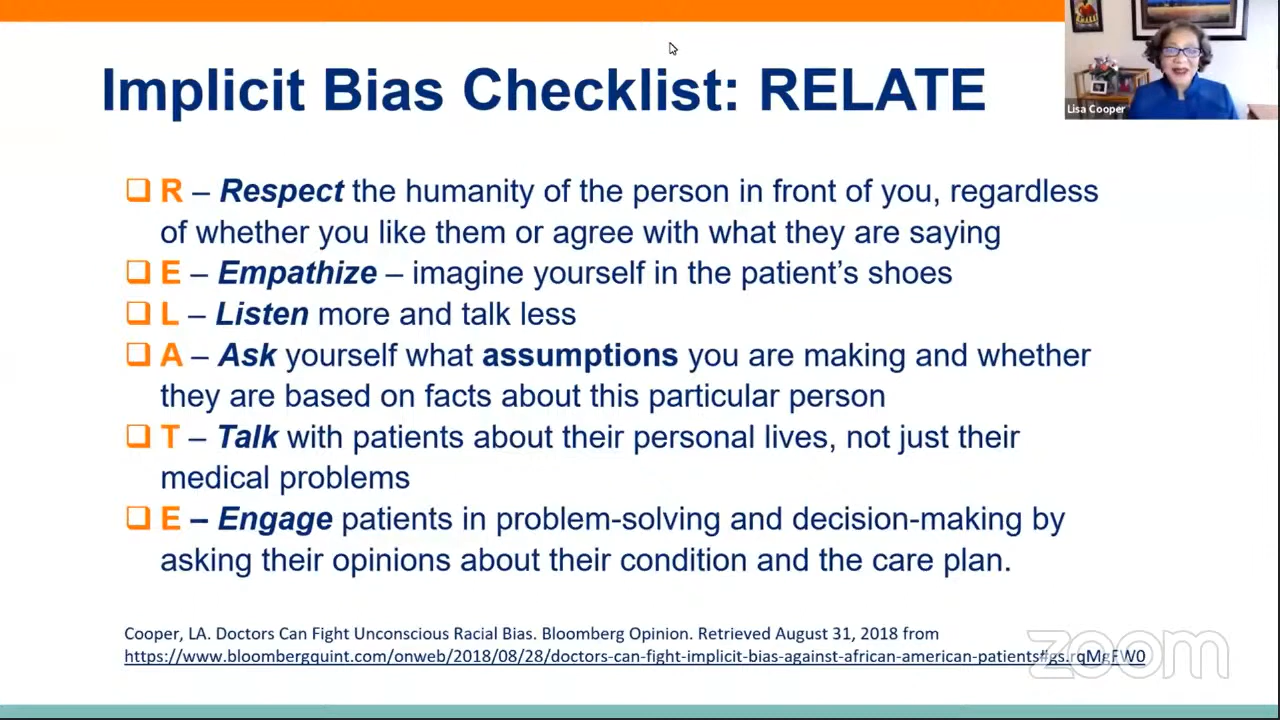 Implicit Bias Checklist: RELATE
Lisa Cooper
❑ R – Respect the humanity of the person in front of you, regardless
of whether you like them or agree with what they are saying
❑ E – Empathize – imagine yourself in the patient’s shoes
❑ L – Listen more and talk less
❑ A – Ask yourself what assumptions you are making and whether
they are based on facts about this particular person
❑ T – Talk with patients about their personal lives, not just their
medical problems
❑ E – Engage patients in problem-solving and decision-making by
asking their opinions about their condition and the care plan.
Cooper, LA. Doctors Can Fight Unconscious Racial Bias. Bloomberg Opinion. Retrieved August 31, 2018 from
https://www.bloombergquint.com/onweb/2018/08/28/doctors-can-fight-implicit-bias-against-african-american-patients#gs.rqMgFW0
zoom